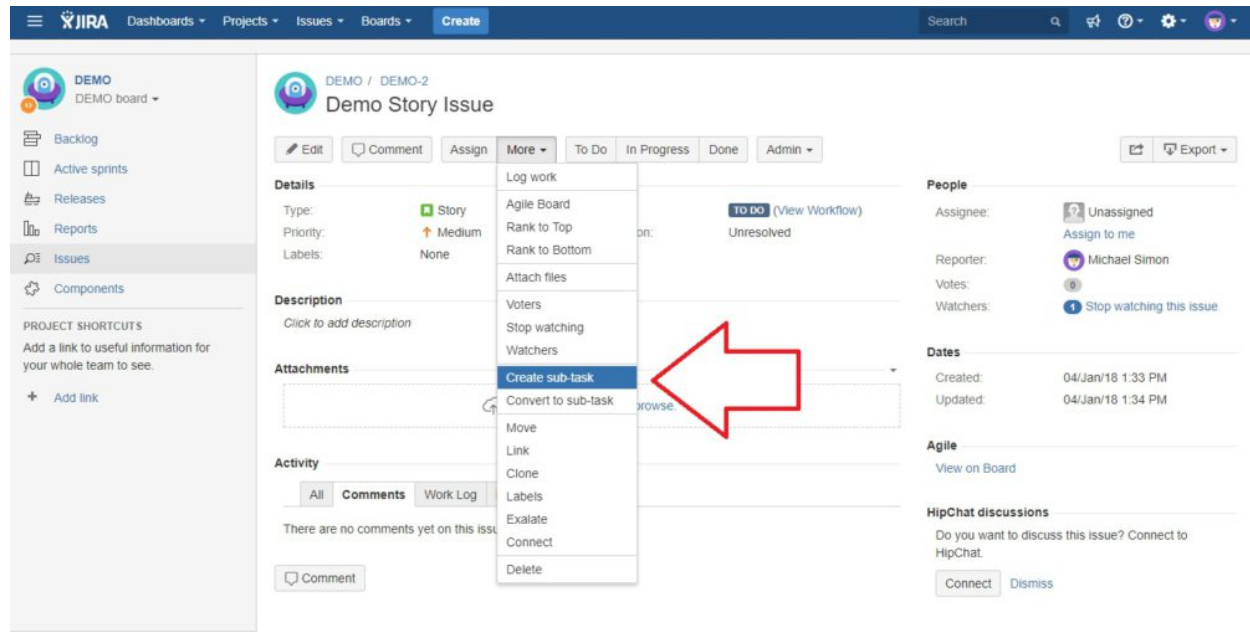 JIRA Dashboards Projects Issues Boards Create Search
DEMO
DEMO board
Backlog
Active sprints
Releases
Reports
Issues
Components
PROJECT SHORTCUTS
Add a link to useful information for
your whole team to see.
+ Add link
DEMO / DEMO-2
Demo Story Issue
Edit Comment Assign More To Do In Progress Done Admin Export
Log work
Agile Board
Rank to Top
Rank to Bottom
Attach files
Voters
Stop watching
Watchers
Create sub-task
Convert to sub-task
Move
Link
Clone
Labels
Exalate
Connect
Delete
Details
Type: Story
Priority: Medium
Labels: None
TO DO (View Workflow)
Unresolved
Description
Click to add description
Attachments
browse.
Activity
All Comments Work Log
There are no comments yet on this
Comment
People
Assignee: Unassigned
Assign to me
Reporter: Michael Simon
Votes: 0
Watchers: 1 Stop watching this issue
Dates
Created: 04/Jan/18 1:33 PM
Updated: 04/Jan/18 1:34 PM
Agile
View on Board
HipChat discussions
Do you want to discuss this issue? Connect to
HipChat.
Connect Dismiss